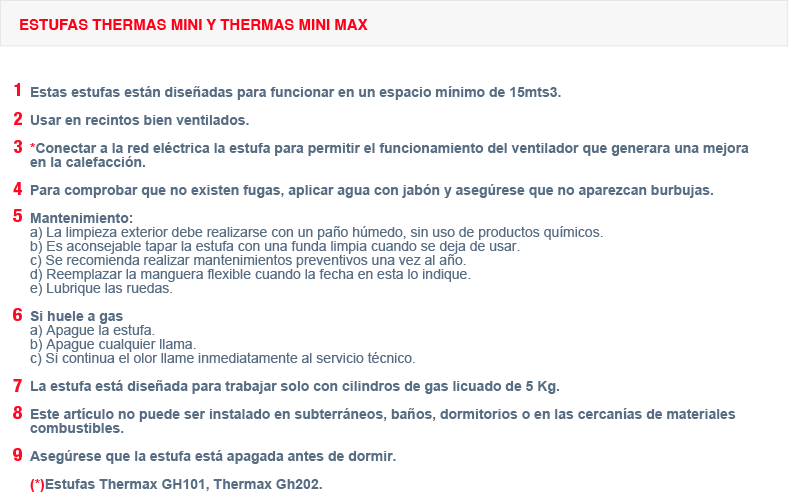 ESTUFAS THERMAS MINI Y THERMAS MINI MAX
1 Estas estufas están diseñadas para funcionar en un espacio mínimo de 15mts3.
2 Usar en recintos bien ventilados.
3 *Conectar a la red eléctrica la estufa para permitir el funcionamiento del ventilador que generara una mejora
en la calefacción.
4 Para comprobar que no existen fugas, aplicar agua con jabón y asegúrese que no aparezcan burbujas.
5 Mantenimiento:
a) La limpieza exterior debe realizarse con un paño húmedo, sin uso de productos químicos.
b) Es aconsejable tapar la estufa con una funda limpia cuando se deja de usar.
c) Se recomienda realizar mantenimientos preventivos una vez al año.
d) Reemplazar la manguera flexible cuando la fecha en esta lo indique.
e) Lubrique las ruedas.
6 Si huele a gas
a) Apague la estufa.
b) Apague cualquier llama.
c) Si continua el olor llame inmediatamente al servicio técnico.
7 La estufa está diseñada para trabajar solo con cilindros de gas licuado de 5 Kg.
8 Este artículo no puede ser instalado en subterráneos, baños, dormitorios o en las cercanías de materiales
combustibles.
9 Asegúrese que la estufa está apagada antes de dormir.
(*)Estufas Thermax GH101, Thermax Gh202.